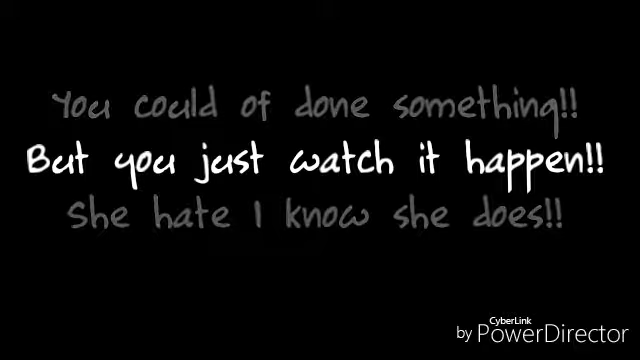 You could of done something!!
But you just watch it happen!!
She hate I know she does!!
CyberLink
by PowerDirector